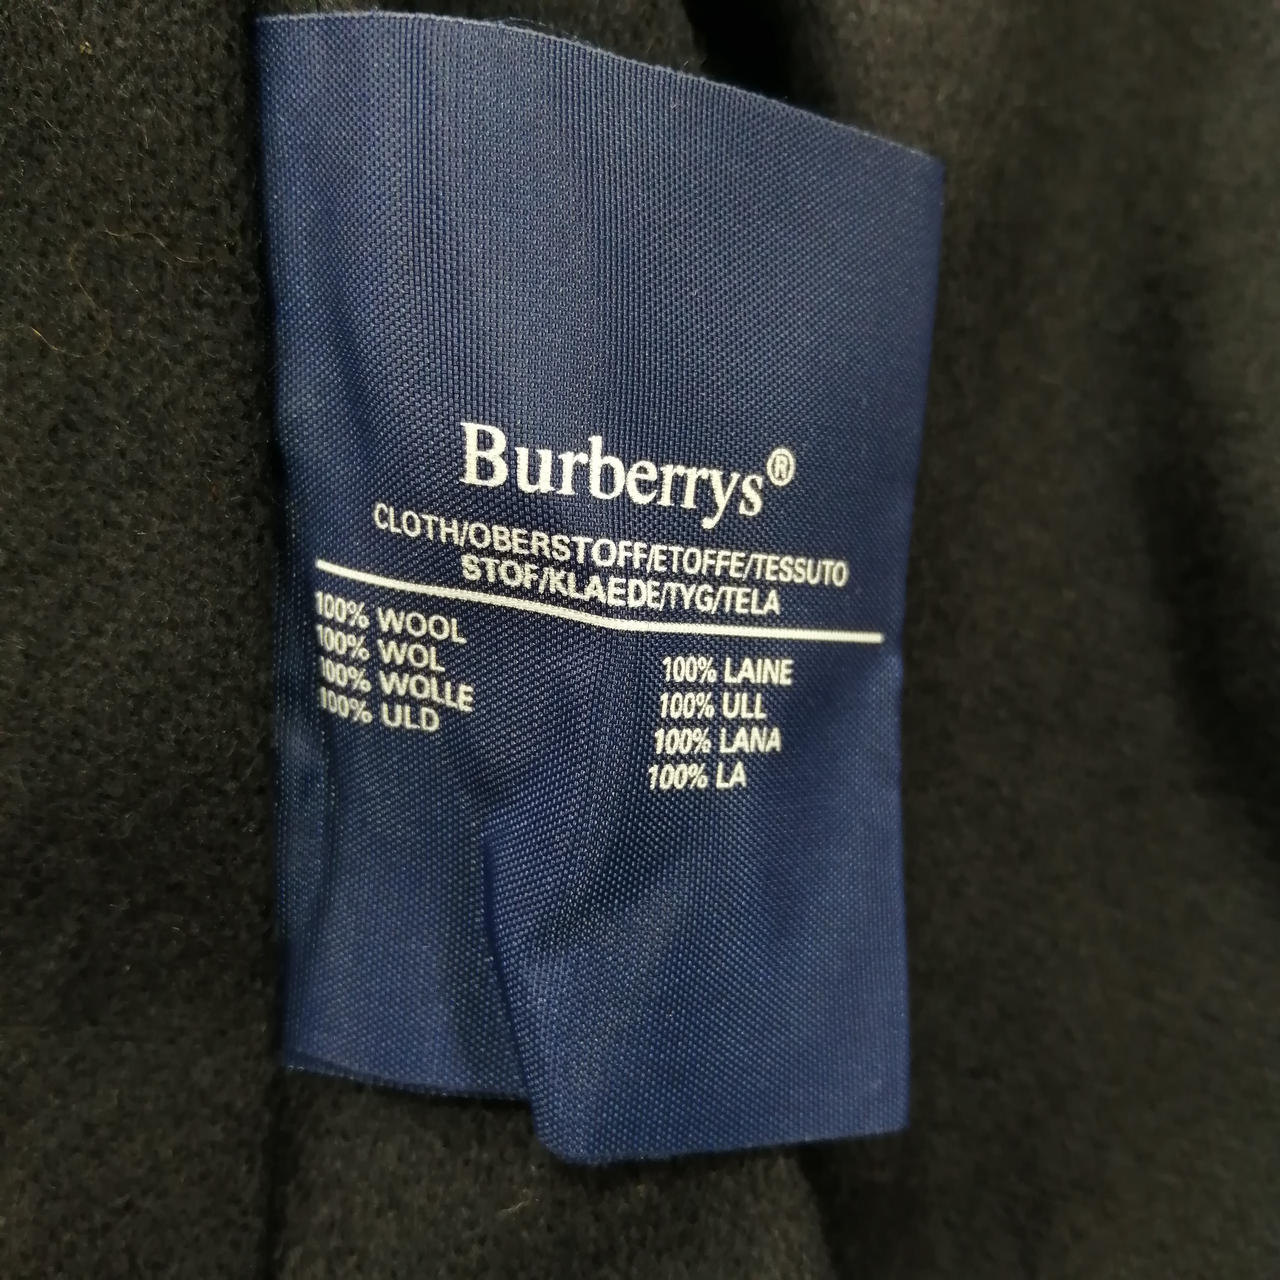 Burberrys®
CLOTH/OBERSTOFF/ETOFFE/TESSUTO
STOF/KLAEDE/TYG/TELA
100% WOOL
100% WOL
100% WOLLE
100% ULD
100% LAINE
100% ULL
100% LANA
100% LA